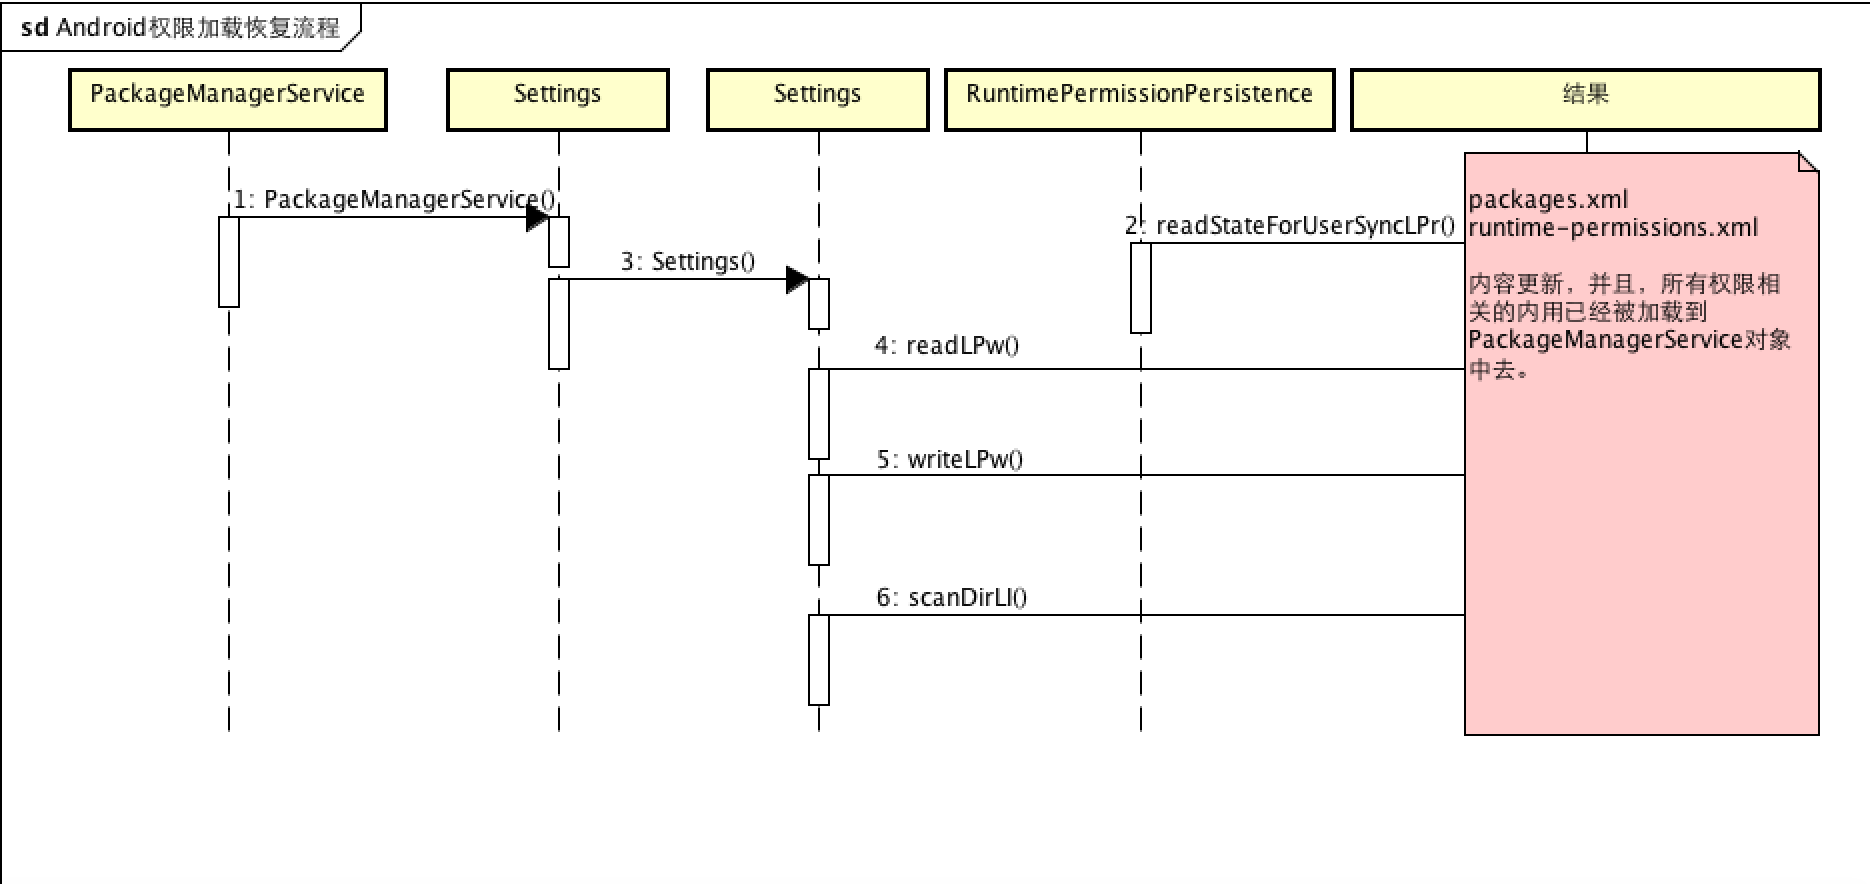 sd Android权限加载恢复流程
PackageManagerService
Settings
Settings
RuntimePermissionPersistence
结果
1: PackageManagerService()
2: readStateForUserSyncLPr()
3: Settings()
4: readLPw()
5: writeLPw()
6: scanDirLI()
packages.xml
runtime-permissions.xml
内容更新，并且，所有权限相
关的内用已经被加载到
PackageManagerService对象
中去。